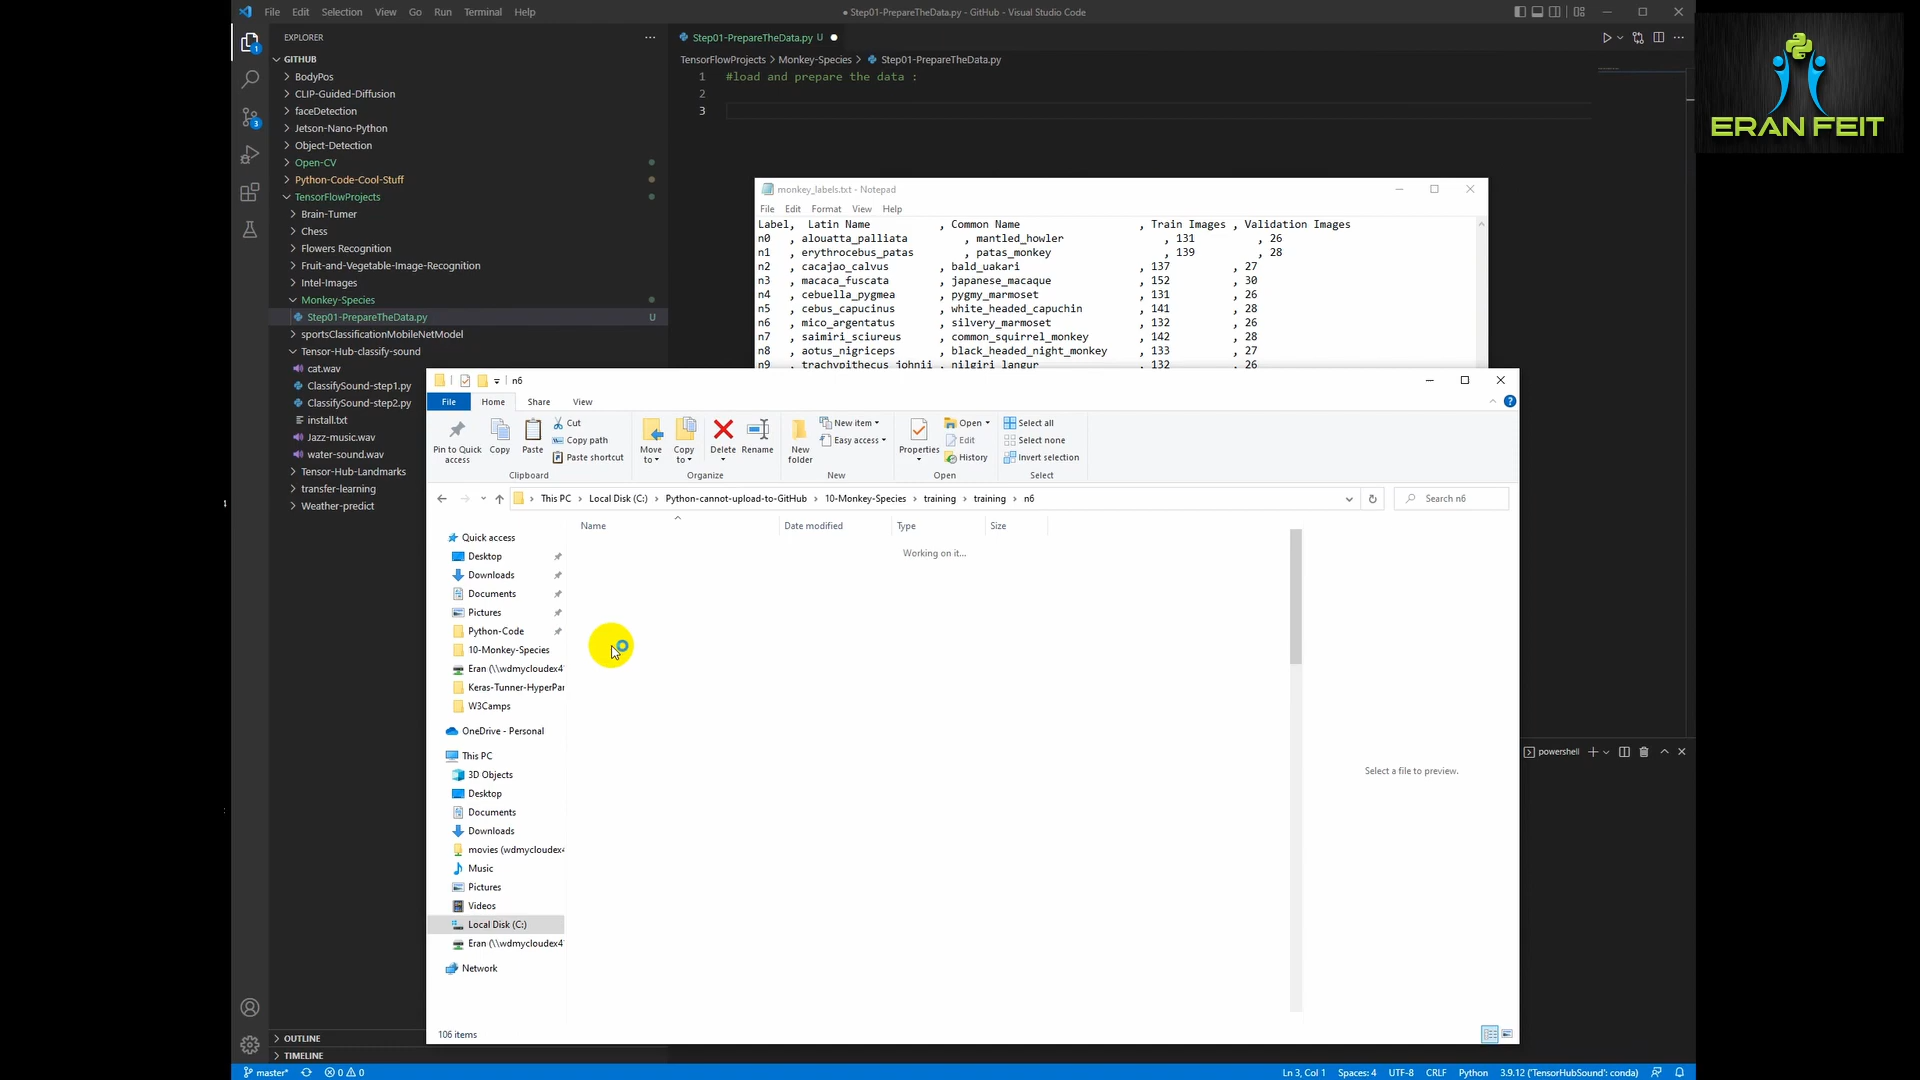 File Edit Selection View Go Run Terminal Help
● Step01-PrepareTheData.py - GitHub - Visual Studio Code
ERAN FEIT
EXPLORER
GITHUB
BodyPos
CLIP-Guided-Diffusion
faceDetection
Jetson-Nano-Python
Object-Detection
Open-CV
Python-Code-Cool-Stuff
TensorFlowProjects
Brain-Tumer
Chess
Flowers Recognition
Fruit-and-Vegetable-Image-Recognition
Intel-Images
Monkey-Species
Step01-PrepareTheData.py U
sportsClassificationMobileNetModel
Tensor-Hub-classify-sound
cat.wav
ClassifySound-step1.py
ClassifySound-step2.py
install.txt
Jazz-music.wav
water-sound.wav
Tensor-Hub-Landmarks
transfer-learning
Weather-predict
OUTLINE
TIMELINE
Step01-PrepareTheData.py U
TensorFlowProjects > Monkey-Species > Step01-PrepareTheData.py
1 #load and prepare the data :
2
3
monkey_labels.txt - Notepad
File Edit Format View Help
Label, Latin Name , Common Name , Train Images , Validation Images
n0 , alouatta_palliata , mantled_howler , 131 , 26
n1 , erythrocebus_patas , patas_monkey , 139 , 28
n2 , cacajao_calvus , bald_uakari , 137 , 27
n3 , macaca_fuscata , japanese_macaque , 152 , 30
n4 , cebuella_pygmea , pygmy_marmoset , 131 , 26
n5 , cebus_capucinus , white_headed_capuchin , 141 , 28
n6 , mico_argentatus , silvery_marmoset , 132 , 26
n7 , saimiri_sciureus , common_squirrel_monkey , 142 , 28
n8 , aotus_nigriceps , black_headed_night_monkey , 133 , 27
n9 , trachypithecus_johnii , nilgiri_langur , 132 , 26
n6
File Home Share View
Pin to Quick access
Copy
Paste
Cut
Copy path
Paste shortcut
Clipboard
Move to
Copy to
Delete
Rename
Organize
New folder
New item
Easy access
New
Properties
Open
Edit
History
Open
Select all
Select none
Invert selection
Select
This PC > Local Disk (C:) > Python-cannot-upload-to-GitHub > 10-Monkey-Species > training > training > n6
Search n6
Name Date modified Type Size
Working on it...
Select a file to preview.
Quick access
Desktop
Downloads
Documents
Pictures
Python-Code
10-Monkey-Species
Eran (\\wdmycloudex4
Keras-Tunner-HyperPar
W3Camps
OneDrive - Personal
This PC
3D Objects
Desktop
Documents
Downloads
movies (wdmycloudex4
Music
Pictures
Videos
Local Disk (C:)
Eran (\\wdmycloudex4
Network
106 items
powershell
master* 0 0 Ln 3, Col 1 Spaces: 4 UTF-8 CRLF Python 3.9.12 ('TensorHubSound': conda)